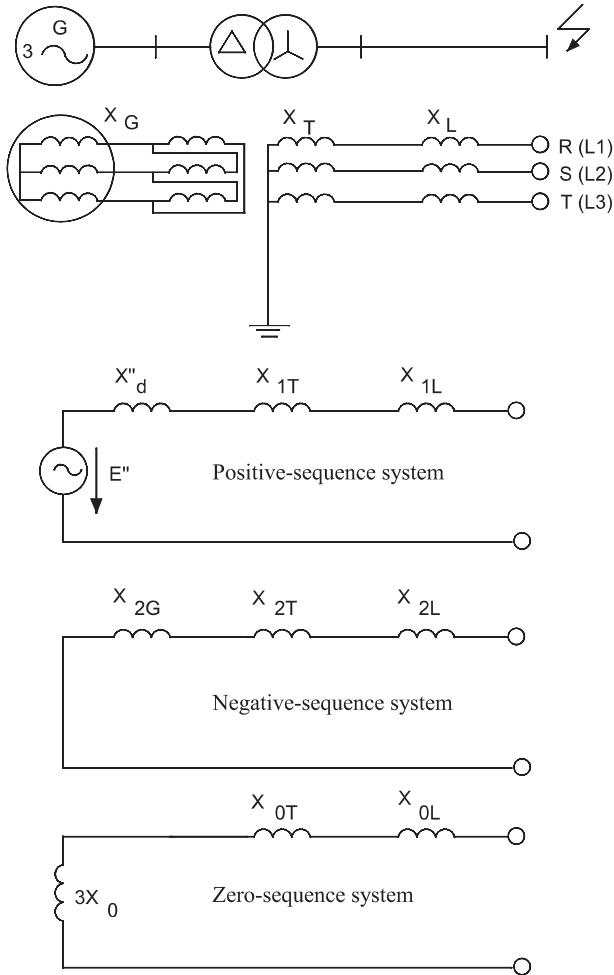 G
3
X G
X T
X L
R (L1)
S (L2)
T (L3)
X"d
X 1T
X 1L
E"
Positive-sequence system
X 2G
X 2T
X 2L
Negative-sequence system
X 0T
X 0L
3X 0
Zero-sequence system